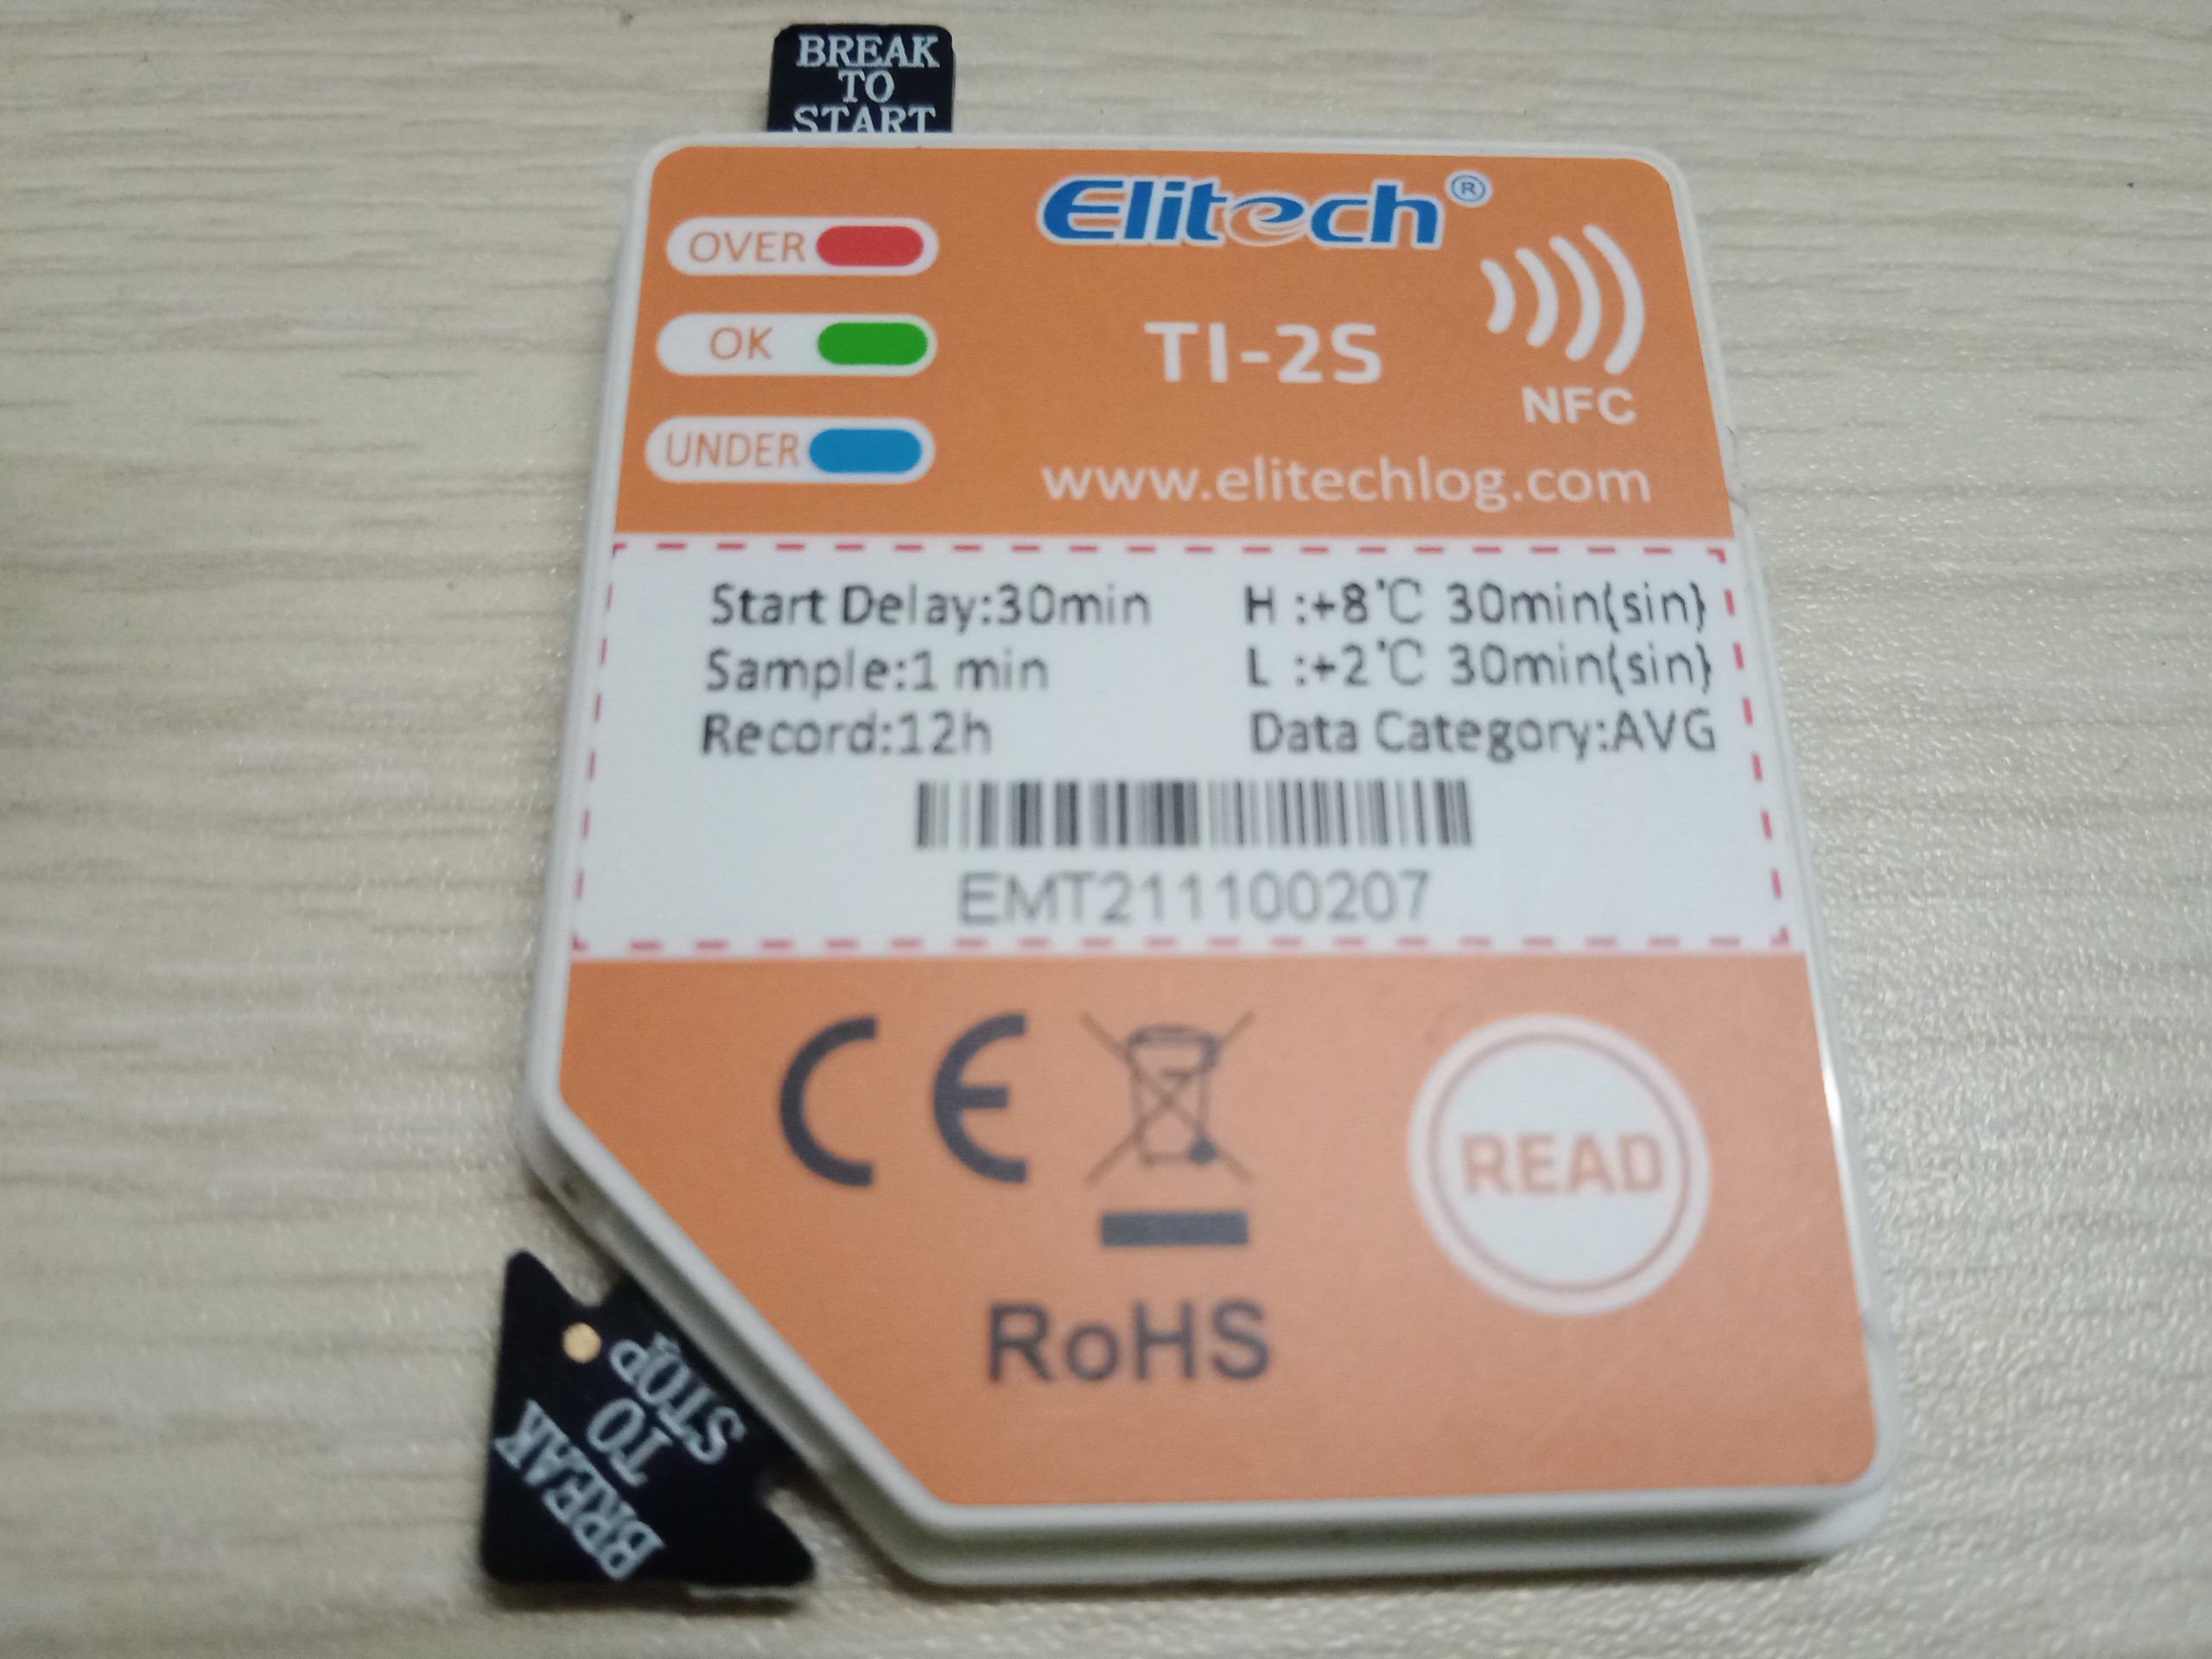 BREAK
TO
START
Elitech®
OVER
OK
UNDER
TI-2S
NFC
www.elitechlog.com
Start Delay:30min
H :+8℃ 30min(sin)
Sample:1 min
L :+2℃ 30min(sin)
Record:12h
Data Category:AVG
EMT211100207
CE
READ
RoHS
BREAK
TO
STOP